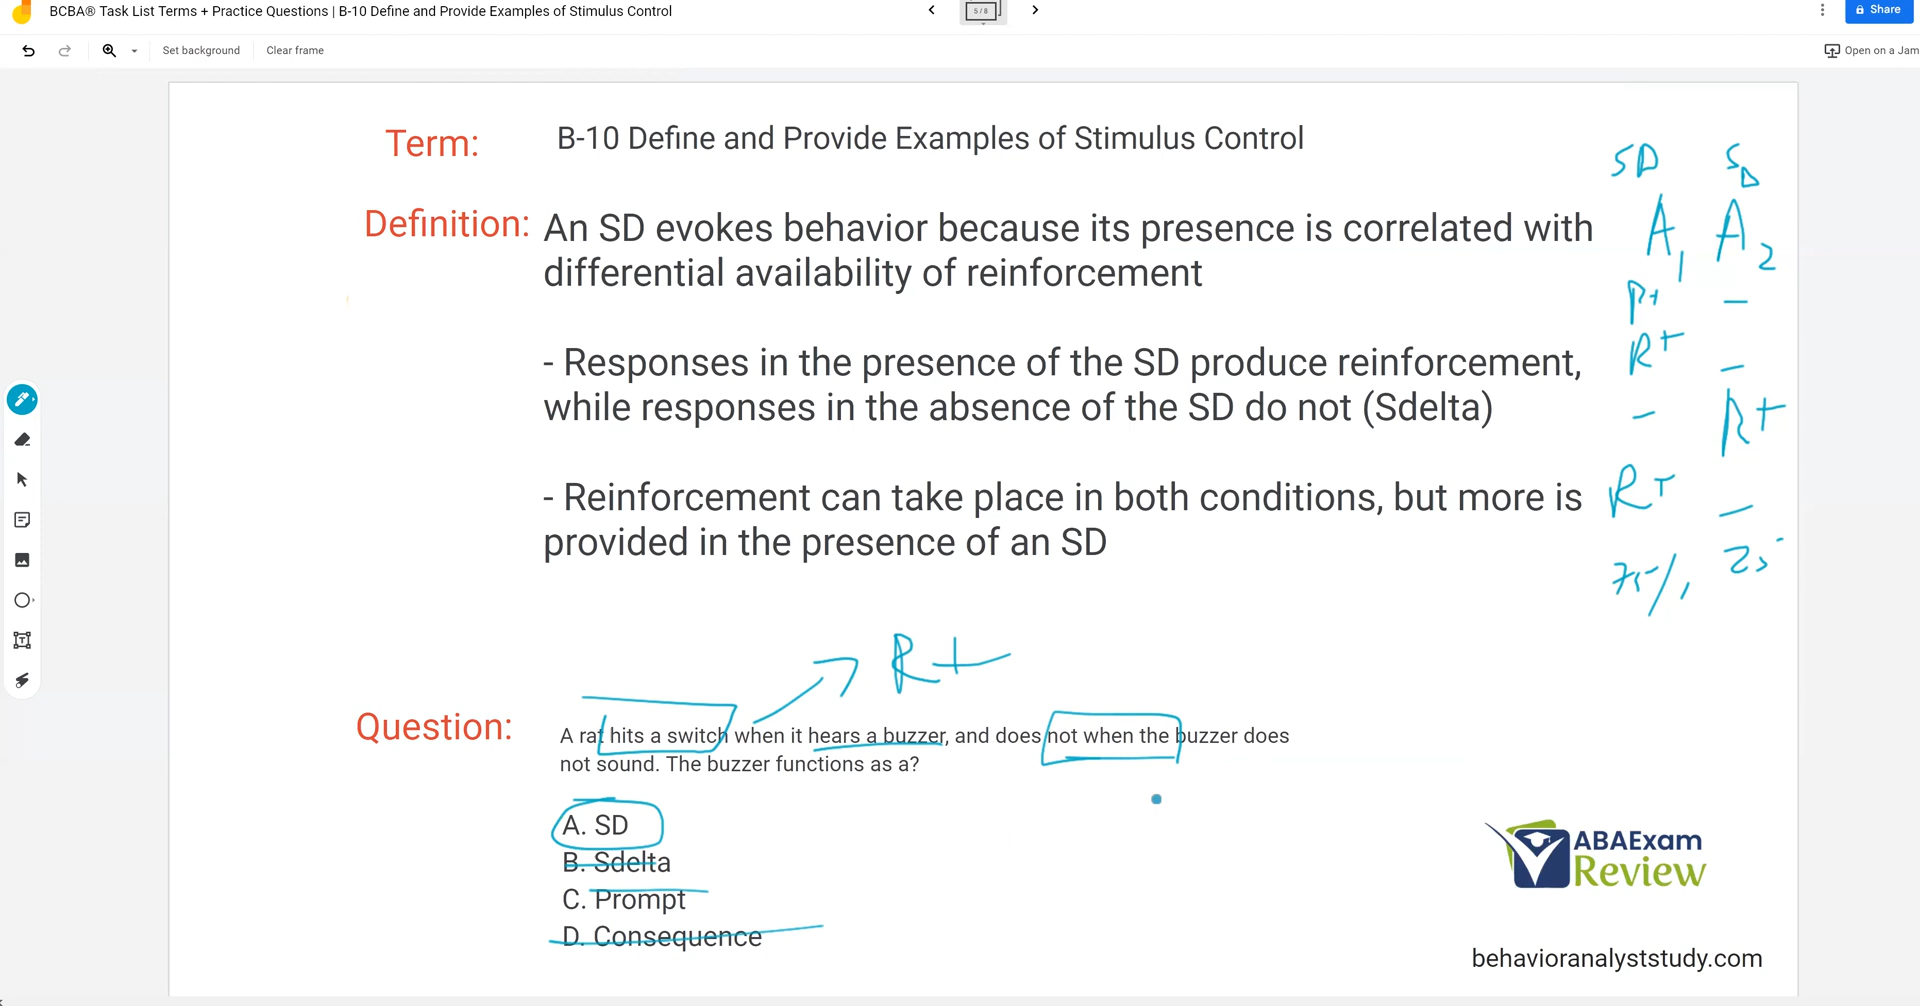 BCBA® Task List Terms + Practice Questions | B-10 Define and Provide Examples of Stimulus Control
5 / 8
Share
Set background
Clear frame
Open on a Jam
Term:
B-10 Define and Provide Examples of Stimulus Control
Definition:
An SD evokes behavior because its presence is correlated with
differential availability of reinforcement
- Responses in the presence of the SD produce reinforcement,
while responses in the absence of the SD do not (Sdelta)
- Reinforcement can take place in both conditions, but more is
provided in the presence of an SD
SD SD
A1 A2
R+ -
R+ -
- R+
R+ -
75% 25
R+
Question:
A rat hits a switch when it hears a buzzer, and does not when the buzzer does
not sound. The buzzer functions as a?
A. SD
B. Sdelta
C. Prompt
D. Consequence
ABAExam
Review
behavioranalyststudy.com